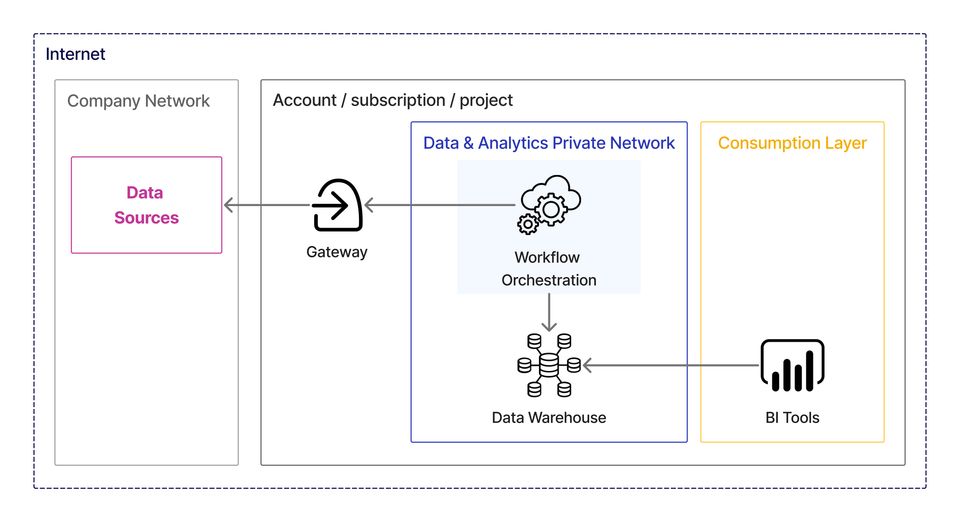 Internet
Company Network
Account / subscription / project
Data & Analytics Private Network
Consumption Layer
Data
Sources
Gateway
Workflow
Orchestration
Data Warehouse
BI Tools